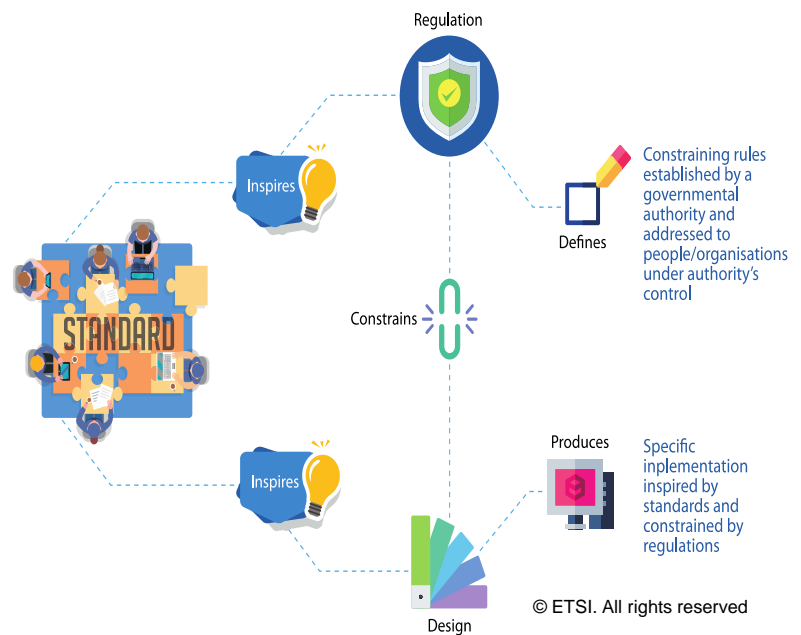 Regulation
Inspires
Constraining rules
established by a
governmental
authority and
addressed to
people/organisations
under authority's
control
Defines
STANDARD
Constrains
Inspires
Produces
Specific
inplementation
inspired by
standards and
constrained by
regulations
Design
© ETSI. All rights reserved